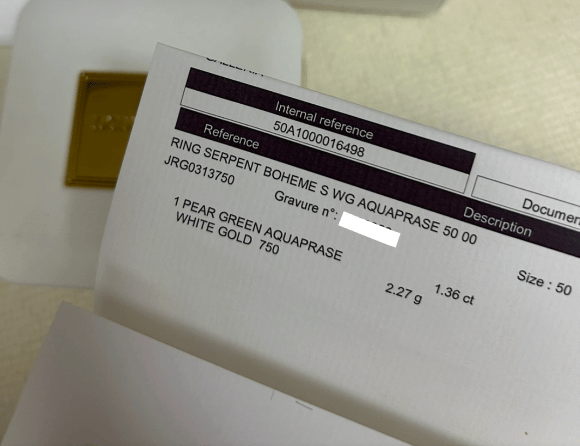 Internal reference
50A1000016498
Reference
Description
RING SERPENT BOHEME S WG AQUAPRASE 50 00
JRG0313750
Gravure n°:
Size : 50
1 PEAR GREEN AQUAPRASE
1.36 ct
WHITE GOLD 750
2.27 g